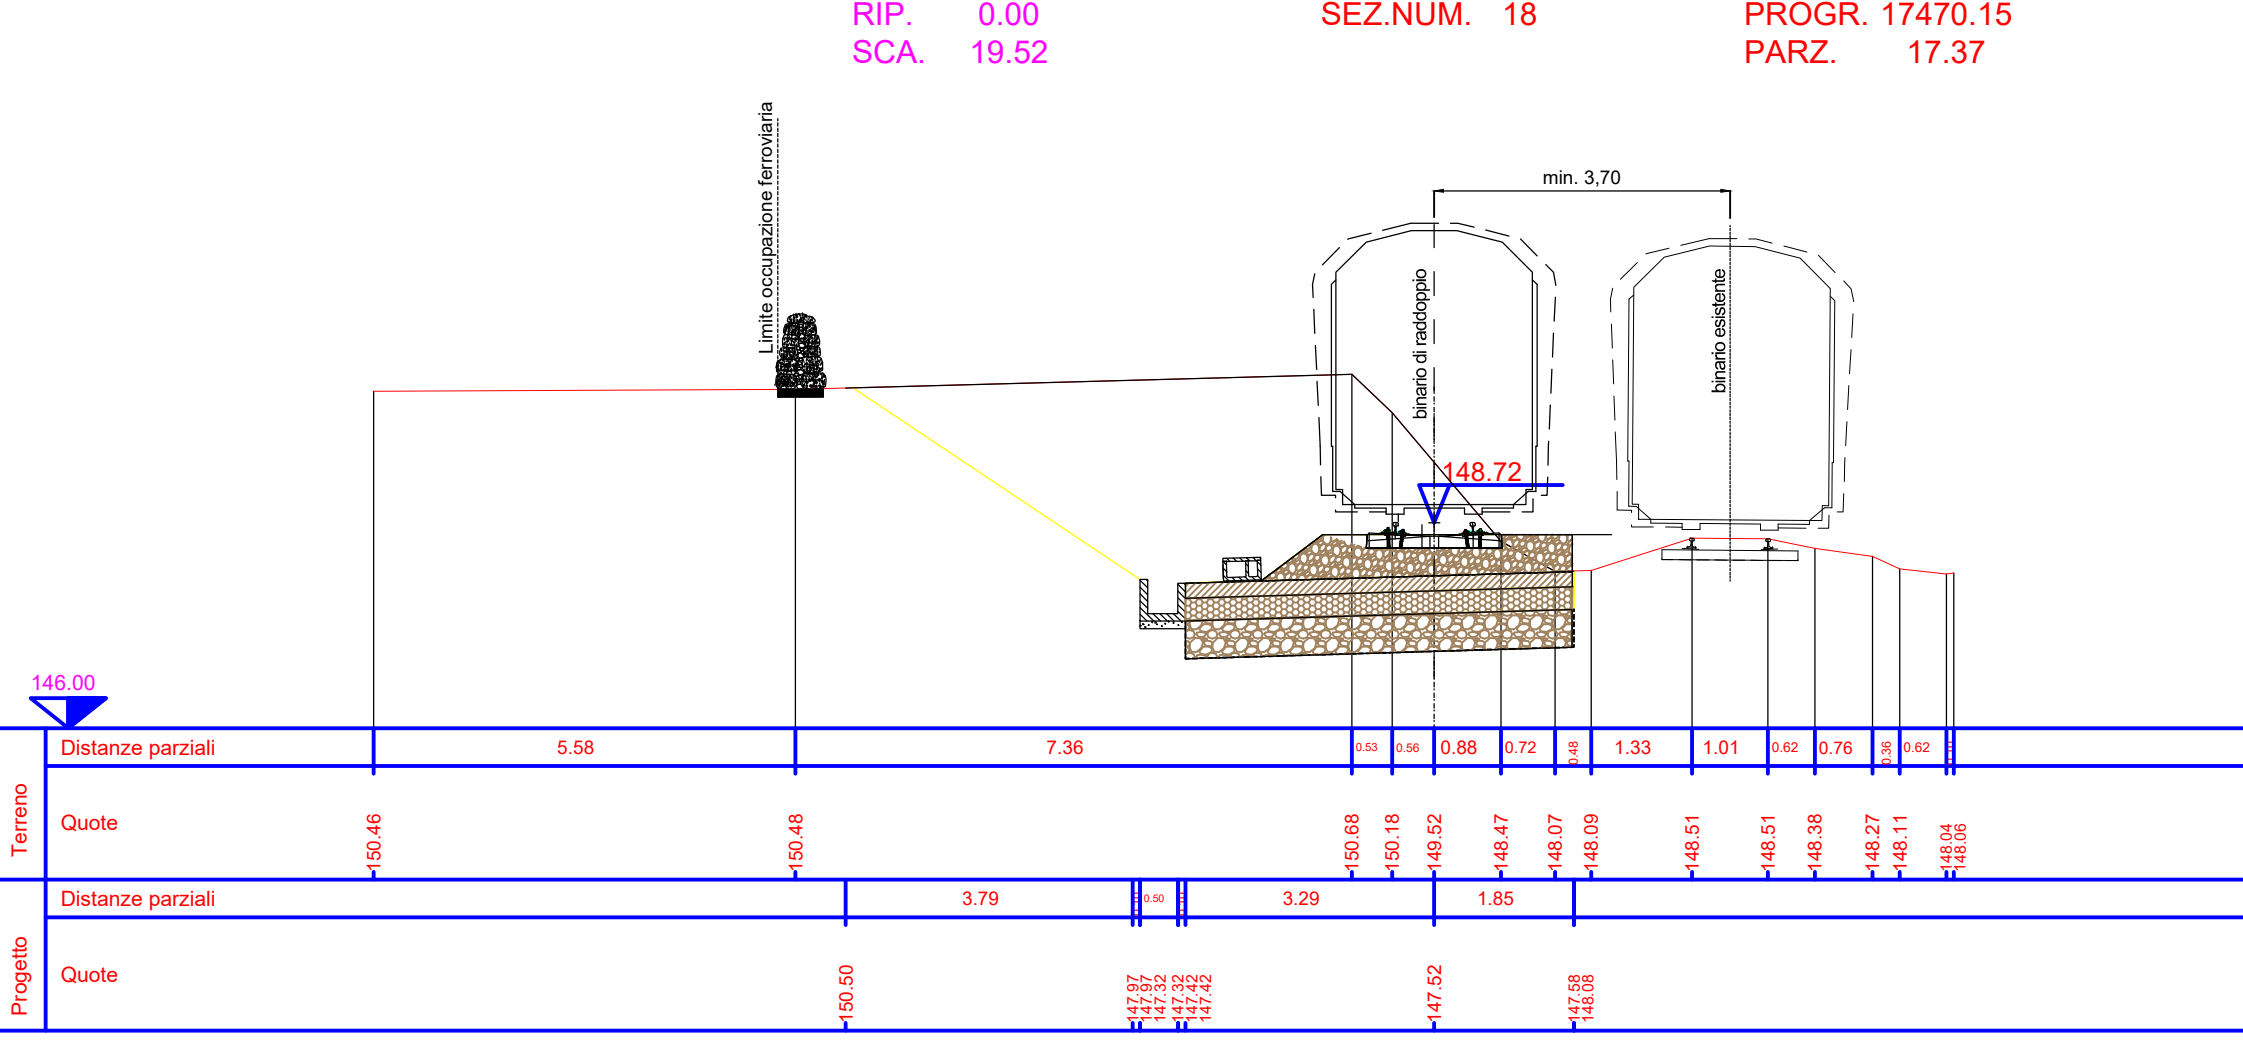 RIP. 0.00
SEZ.NUM. 18
PROGR. 17470.15
SCA. 19.52
PARZ. 17.37
Limite occupazione ferroviaria
min. 3,70
binario di raddoppio
binario esistente
148.72
146.00
Terreno
Distanze parziali 5.58 7.36 0.53 0.56 0.88 0.72 0.48 1.33 1.01 0.62 0.76 0.36 0.62
Quote 150.46 150.48 150.68 150.18 149.52 148.47 148.07 148.09 148.51 148.51 148.38 148.27 148.11 148.04 148.06
Progetto
Distanze parziali 3.79 0.50 3.29 1.85
Quote 150.50 147.97 147.97 147.32 147.32 147.42 147.42 147.52 147.58 148.08